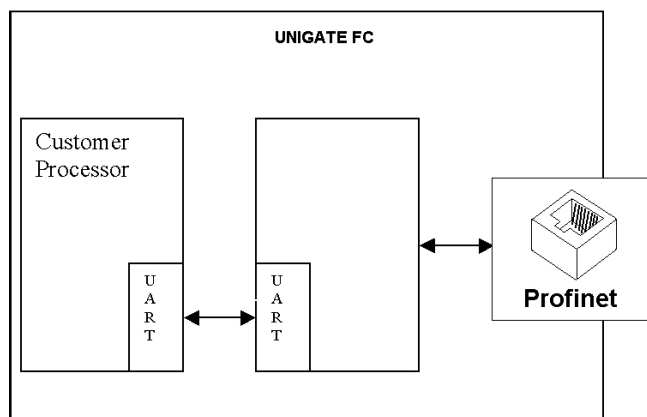 UNIGATE FC
Customer
Processor
U
A
R
T
U
A
R
T
Profinet